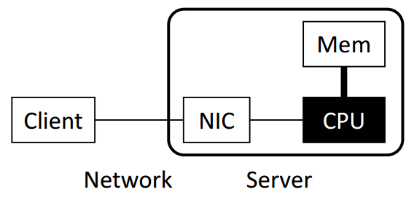 Mem
Client
NIC
CPU
Network
Server